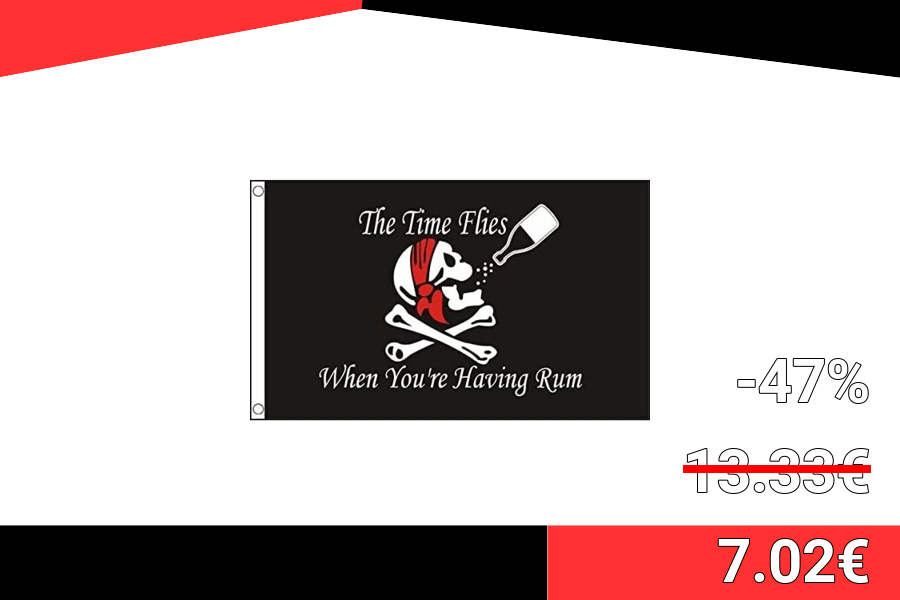 The Time Flies
When You're Having Rum
-47%
13.33€
7.02€